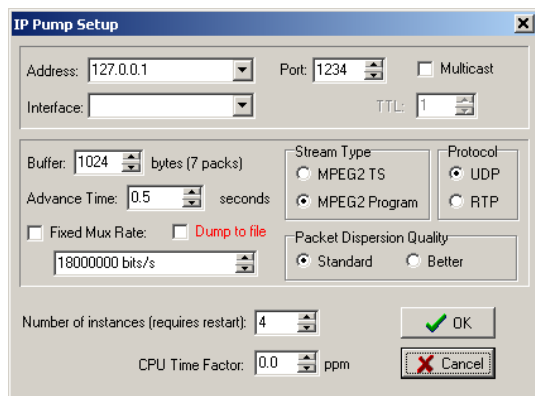 IP Pump Setup
Address: 127.0.0.1 Port: 1234 Multicast
Interface: TTL: 1
Buffer: 1024 bytes (7 packs)
Advance Time: 0.5 seconds
Fixed Mux Rate: Dump to file
18000000 bits/s
Stream Type
MPEG2 TS
MPEG2 Program
Protocol
UDP
RTP
Packet Dispersion Quality
Standard Better
Number of instances (requires restart): 4
CPU Time Factor: 0.0 ppm
OK
Cancel